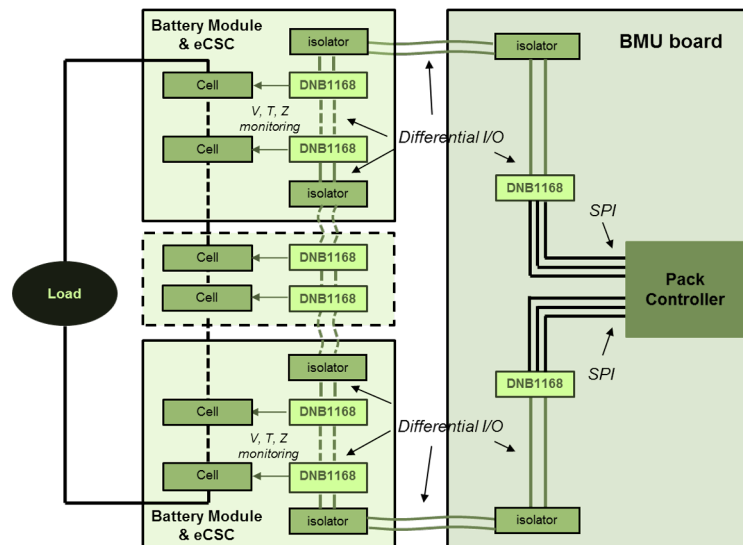 Battery Module
& eCSC
isolator
Cell
DNB1168
V, T, Z
monitoring
Cell
DNB1168
isolator
Differential I/O
isolator
BMU board
DNB1168
SPI
Cell
DNB1168
Cell
DNB1168
Load
Pack
Controller
isolator
DNB1168
SPI
Cell
DNB1168
Differential I/O
V, T, Z
monitoring
Cell
DNB1168
Battery Module
& eCSC
isolator
isolator